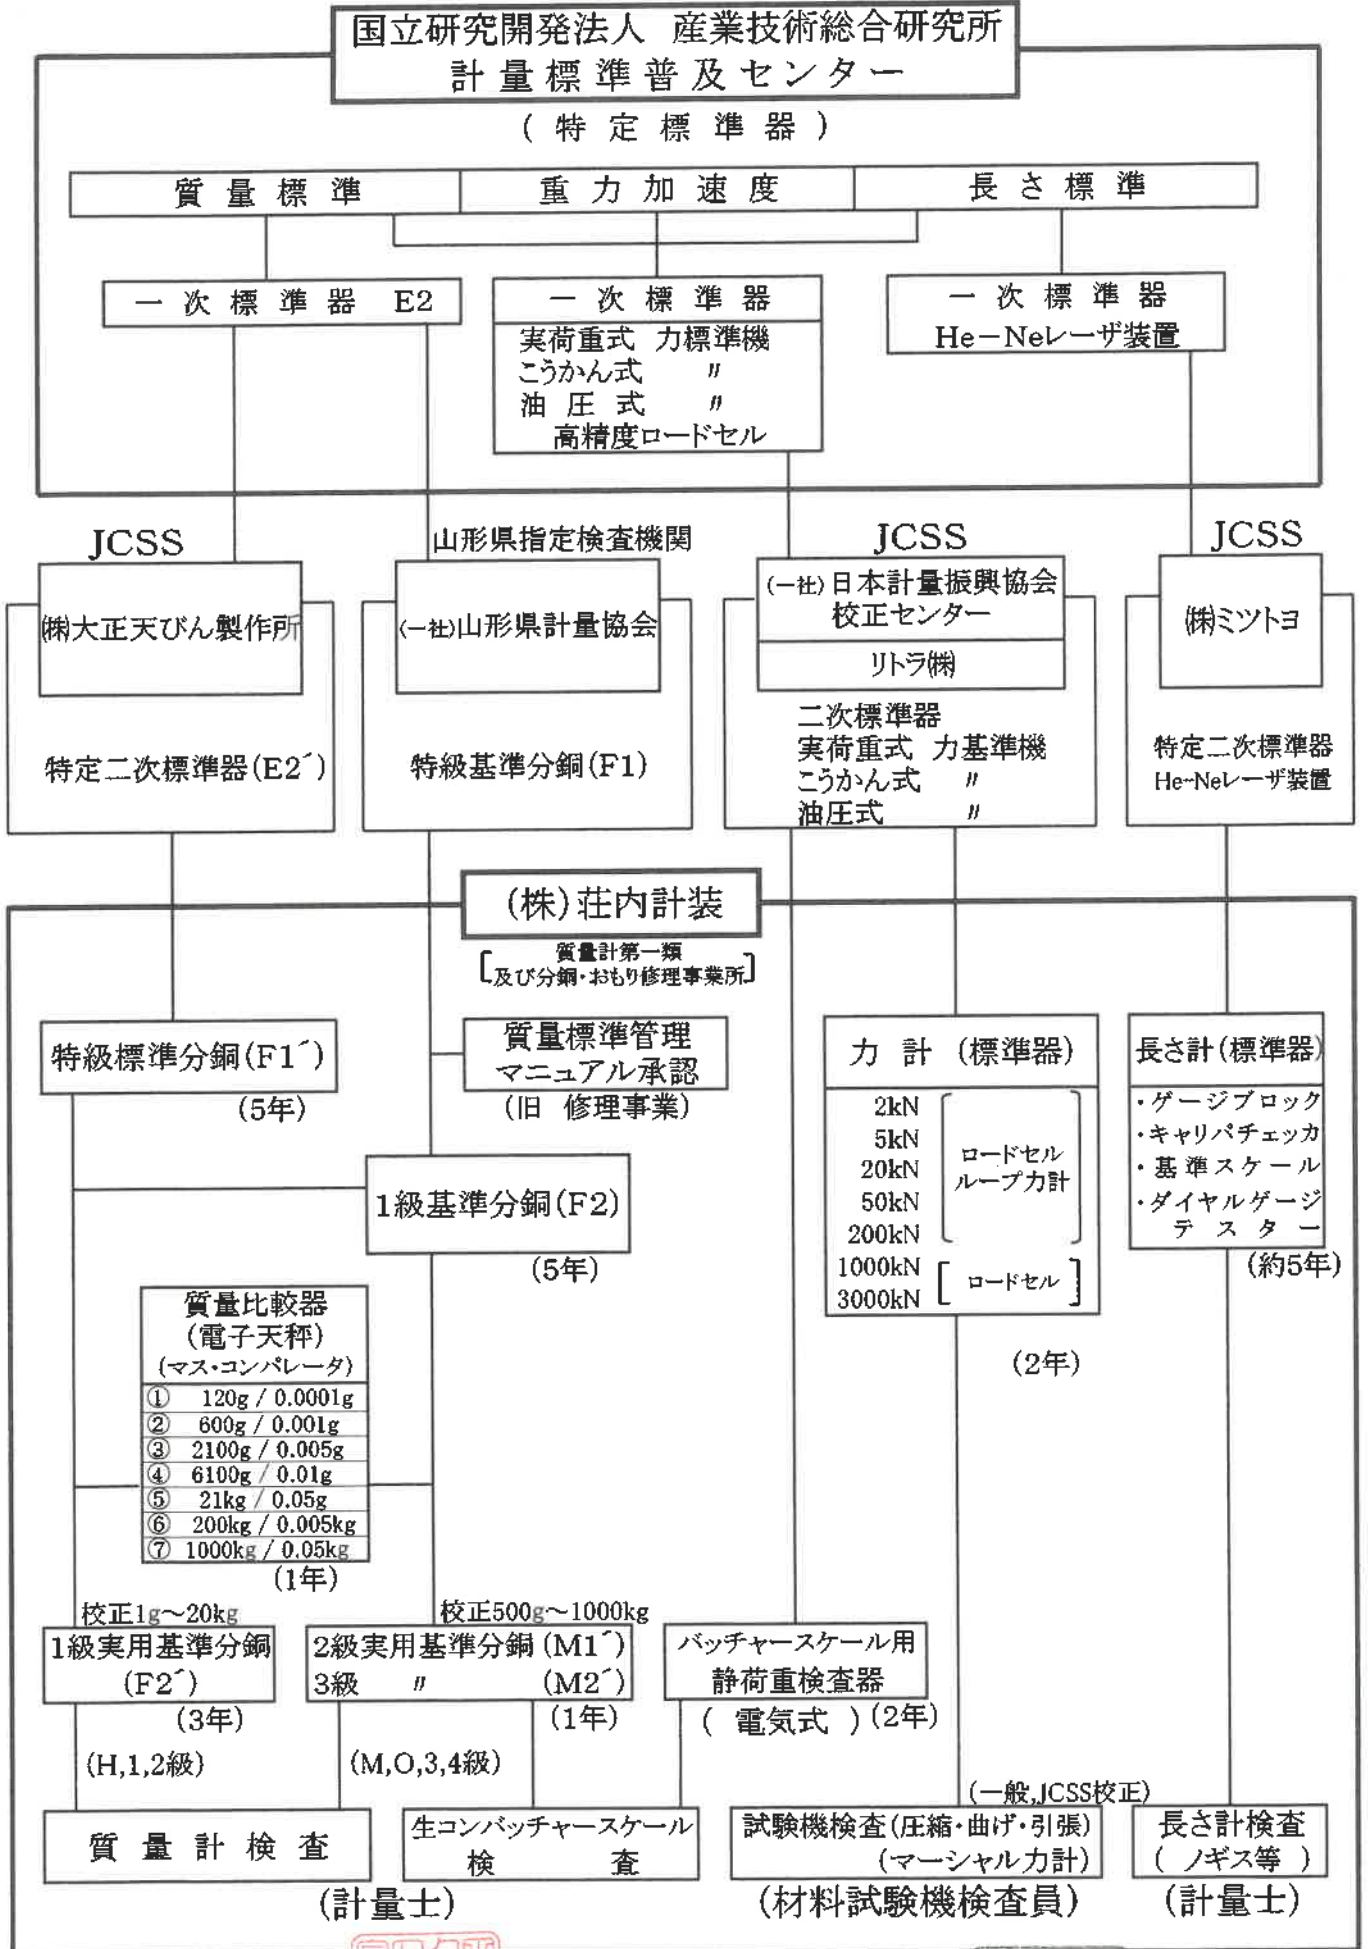 国立研究開発法人 産業技術総合研究所
計量標準普及センター
(特定標準器)
質量標準
重力加速度
長さ標準
一次標準器 E2
一次標準器
実荷重式 力標準機
こうかん式 〃
油圧式 〃
高精度ロードセル
一次標準器
He－Neレーザ装置
JCSS
㈱大正天びん製作所
特定二次標準器(E2´)
山形県指定検査機関
(一社)山形県計量協会
特級基準分銅(F1)
JCSS
(一社)日本計量振興協会
校正センター
リトラ㈱
二次標準器
実荷重式 力基準機
こうかん式 〃
油圧式 〃
JCSS
㈱ミツトヨ
特定二次標準器
He-Neレーザ装置
(株)荘内計装
質量計第一類
及び分銅・おもり修理事業所
特級標準分銅(F1´)
(5年)
質量標準管理
マニュアル承認
(旧 修理事業)
1級基準分銅(F2)
(5年)
質量比較器
(電子天秤)
(マス・コンパレータ)
① 120g / 0.0001g
② 600g / 0.001g
③ 2100g / 0.005g
④ 6100g / 0.01g
⑤ 21kg / 0.05g
⑥ 200kg / 0.005kg
⑦ 1000kg / 0.05kg
(1年)
力計 (標準器)
2kN
5kN
20kN
50kN
200kN
ロードセル
ループ力計
1000kN
3000kN
ロードセル
(2年)
長さ計(標準器)
・ゲージブロック
・キャリパチェッカ
・基準スケール
・ダイヤルゲージ
テスター
(約5年)
校正1g～20kg
1級実用基準分銅
(F2´)
(3年)
校正500g～1000kg
2級実用基準分銅(M1´)
3級 〃 (M2´)
(1年)
バッチャースケール用
静荷重検査器
(電気式)(2年)
(H,1,2級)
(M,O,3,4級)
質量計検査
生コンバッチャースケール
検査
(計量士)
(一般,JCSS校正)
試験機検査(圧縮・曲げ・引張)
(マーシャル力計)
(材料試験機検査員)
長さ計検査
(ノギス等)
(計量士)